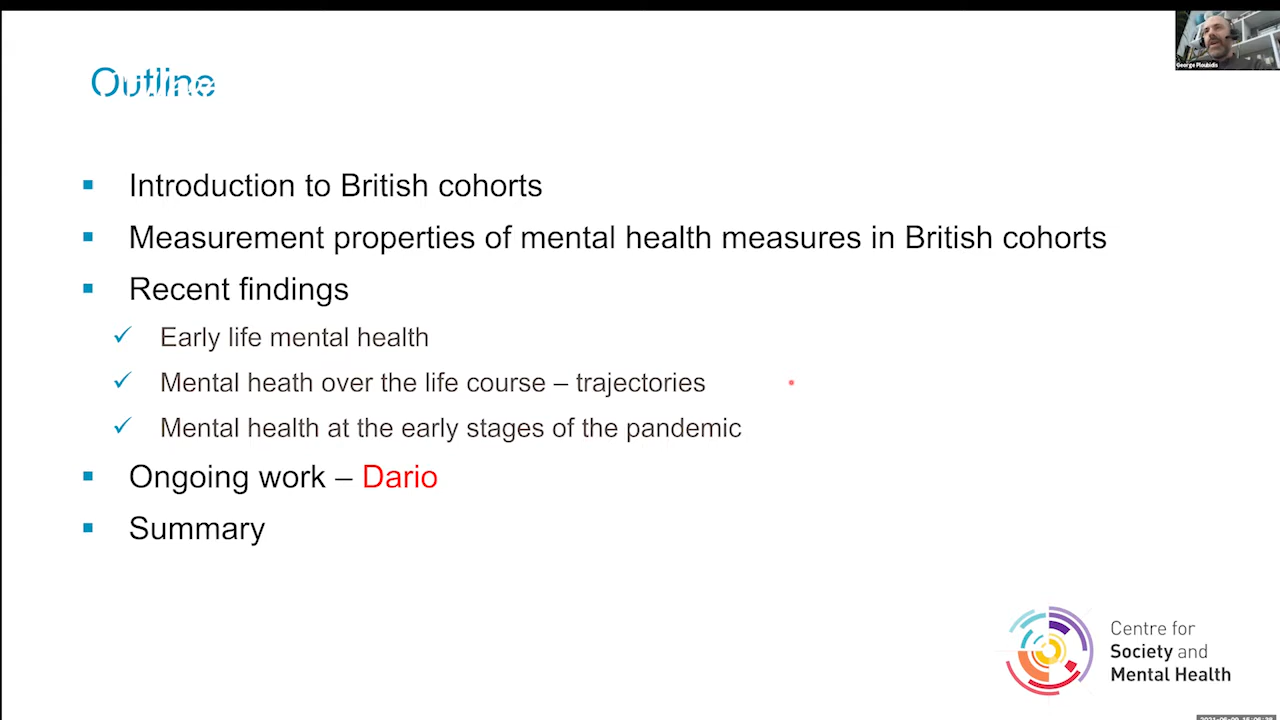 George Ploubidis
Outline
Introduction to British cohorts
Measurement properties of mental health measures in British cohorts
Recent findings
Early life mental health
Mental heath over the life course – trajectories
Mental health at the early stages of the pandemic
Ongoing work – Dario
Summary
Centre for
Society and
Mental Health